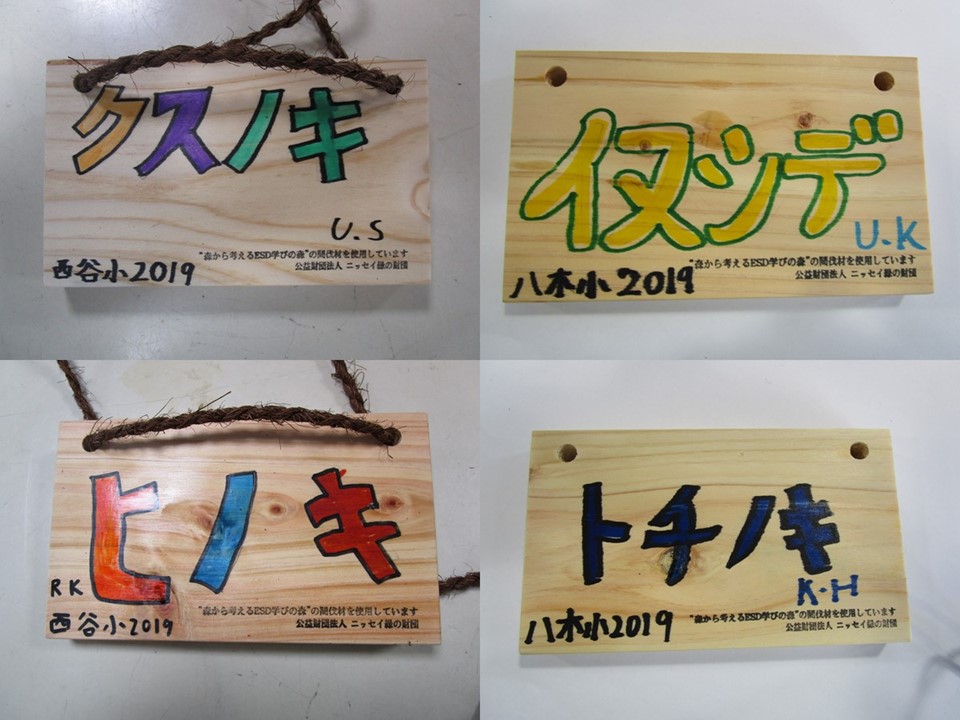 クスノキ
U.S
"森から考えるESD学びの森"の間伐材を使用しています
公益財団法人 ニッセイ緑の財団
西谷小2019
イヌシデ
U.K
"森から考えるESD学びの森"の間伐材を使用しています
公益財団法人 ニッセイ緑の財団
八木小2019
ヒノキ
RK
"森から考えるESD学びの森"の間伐材を使用しています
公益財団法人 ニッセイ緑の財団
西谷小2019
トチノキ
K.H
"森から考えるESD学びの森"の間伐材を使用しています
公益財団法人 ニッセイ緑の財団
八木小2019